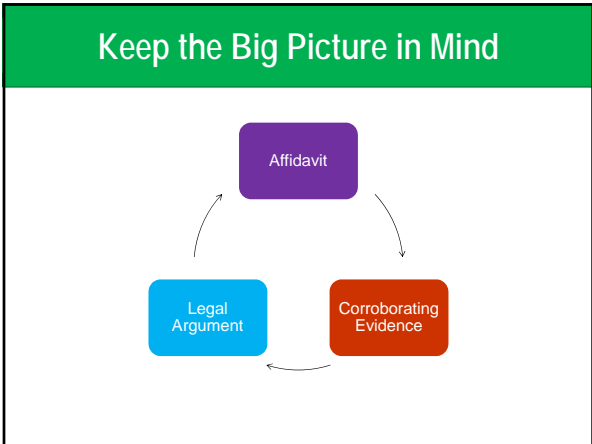 Keep the Big Picture in Mind
Affidavit
Legal
Argument
Corroborating
Evidence